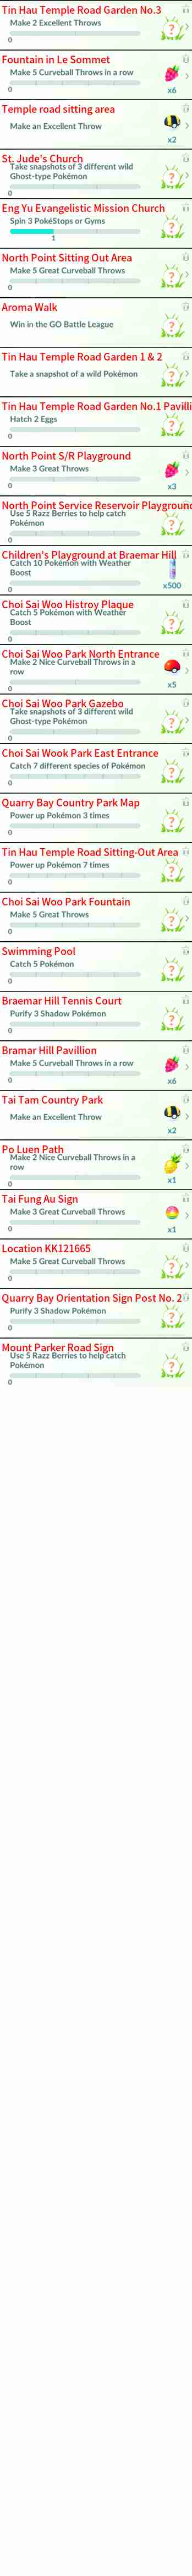 Tin Hau Temple Road Garden No.3
Make 2 Excellent Throws
0
Fountain in Le Sommet
Make 5 Curveball Throws in a row
0
x6
Temple road sitting area
Make an Excellent Throw
x2
St. Jude's Church
Take snapshots of 3 different wild
Ghost-type Pokémon
0
Eng Yu Evangelistic Mission Church
Spin 3 PokéStops or Gyms
1
North Point Sitting Out Area
Make 5 Great Curveball Throws
0
Aroma Walk
Win in the GO Battle League
Tin Hau Temple Road Garden 1 & 2
Take a snapshot of a wild Pokémon
Tin Hau Temple Road Garden No.1 Pavilli
Hatch 2 Eggs
0
North Point S/R Playground
Make 3 Great Throws
0
x3
North Point Service Reservoir Playground
Use 5 Razz Berries to help catch
Pokémon
0
Children's Playground at Braemar Hill
Catch 10 Pokémon with Weather
Boost
0
x500
Choi Sai Woo Histroy Plaque
Catch 5 Pokémon with Weather
Boost
0
Choi Sai Woo Park North Entrance
Make 2 Nice Curveball Throws in a
row
0
x5
Choi Sai Woo Park Gazebo
Take snapshots of 3 different wild
Ghost-type Pokémon
0
Choi Sai Wook Park East Entrance
Catch 7 different species of Pokémon
0
Quarry Bay Country Park Map
Power up Pokémon 3 times
0
Tin Hau Temple Road Sitting-Out Area
Power up Pokémon 7 times
0
Choi Sai Woo Park Fountain
Make 5 Great Throws
0
Swimming Pool
Catch 5 Pokémon
0
Braemar Hill Tennis Court
Purify 3 Shadow Pokémon
0
Bramar Hill Pavillion
Make 5 Curveball Throws in a row
0
x6
Tai Tam Country Park
Make an Excellent Throw
x2
Po Luen Path
Make 2 Nice Curveball Throws in a
row
0
x1
Tai Fung Au Sign
Make 3 Great Curveball Throws
0
x1
Location KK121665
Make 5 Great Curveball Throws
0
Quarry Bay Orientation Sign Post No. 2
Purify 3 Shadow Pokémon
0
Mount Parker Road Sign
Use 5 Razz Berries to help catch
Pokémon
0